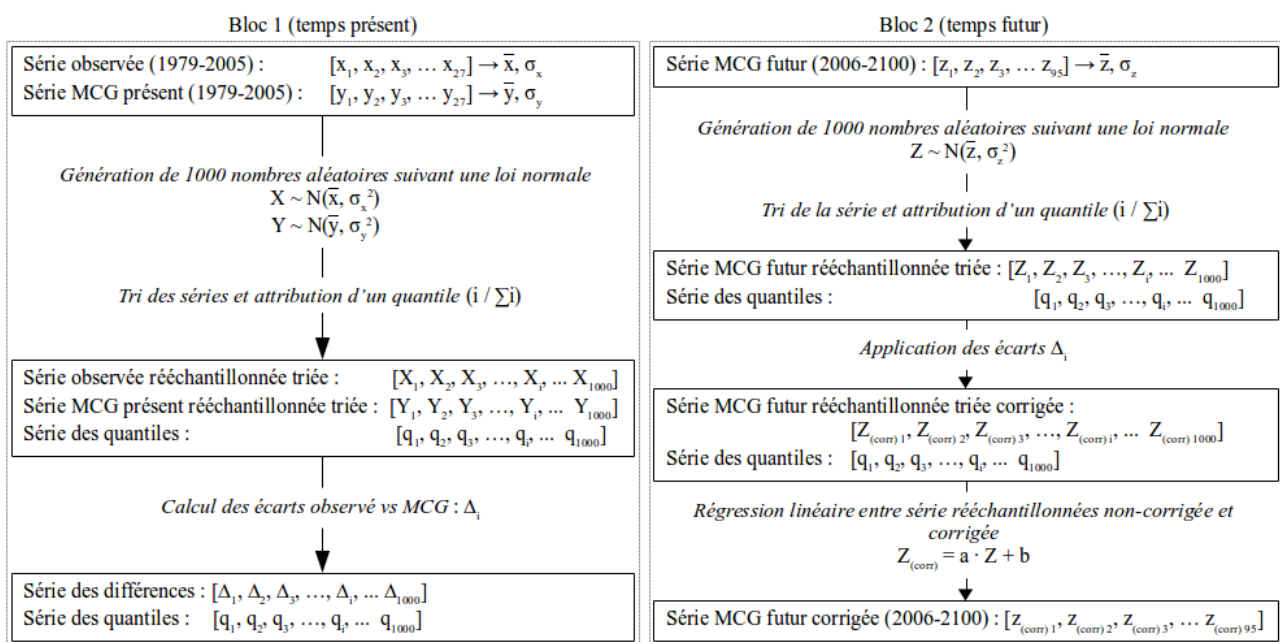 Bloc 1 (temps présent)
Série observée (1979-2005) : [x₁, x₂, x₃, … x₂₇] → x̅, σₓ
Série MCG présent (1979-2005) : [y₁, y₂, y₃, … y₂₇] → y̅, σ_y
Génération de 1000 nombres aléatoires suivant une loi normale
X ~ N(x̅, σₓ²)
Y ~ N(y̅, σ_y²)
Tri des séries et attribution d’un quantile (i / ∑i)
Série observée rééchantillonnée triée : [X₁, X₂, X₃, …, Xᵢ, ... X₁₀₀₀]
Série MCG présent rééchantillonnée triée : [Y₁, Y₂, Y₃, …, Yᵢ, ... Y₁₀₀₀]
Série des quantiles : [q₁, q₂, q₃, …, qᵢ, ... q₁₀₀₀]
Calcul des écarts observé vs MCG : Δᵢ
Série des différences : [Δ₁, Δ₂, Δ₃, …, Δᵢ, ... Δ₁₀₀₀]
Série des quantiles : [q₁, q₂, q₃, …, qᵢ, ... q₁₀₀₀]
Bloc 2 (temps futur)
Série MCG futur (2006-2100) : [z₁, z₂, z₃, … z₉₅] → z̅, σ_z
Génération de 1000 nombres aléatoires suivant une loi normale
Z ~ N(z̅, σ_z²)
Tri de la série et attribution d’un quantile (i / ∑i)
Série MCG futur rééchantillonnée triée : [Z₁, Z₂, Z₃, …, Zᵢ, ... Z₁₀₀₀]
Série des quantiles : [q₁, q₂, q₃, …, qᵢ, ... q₁₀₀₀]
Application des écarts Δᵢ
Série MCG futur rééchantillonnée triée corrigée :
[Z₍corr₎ ₁, Z₍corr₎ ₂, Z₍corr₎ ₃, …, Z₍corr₎ ᵢ, ... Z₍corr₎ ₁₀₀₀]
Série des quantiles : [q₁, q₂, q₃, …, qᵢ, ... q₁₀₀₀]
Régression linéaire entre série rééchantillonnées non-corrigée et
corrigée
Z₍corr₎ = a · Z + b
Série MCG futur corrigée (2006-2100) : [z₍corr₎ ₁, z₍corr₎ ₂, z₍corr₎ ₃, … z₍corr₎ ₉₅]